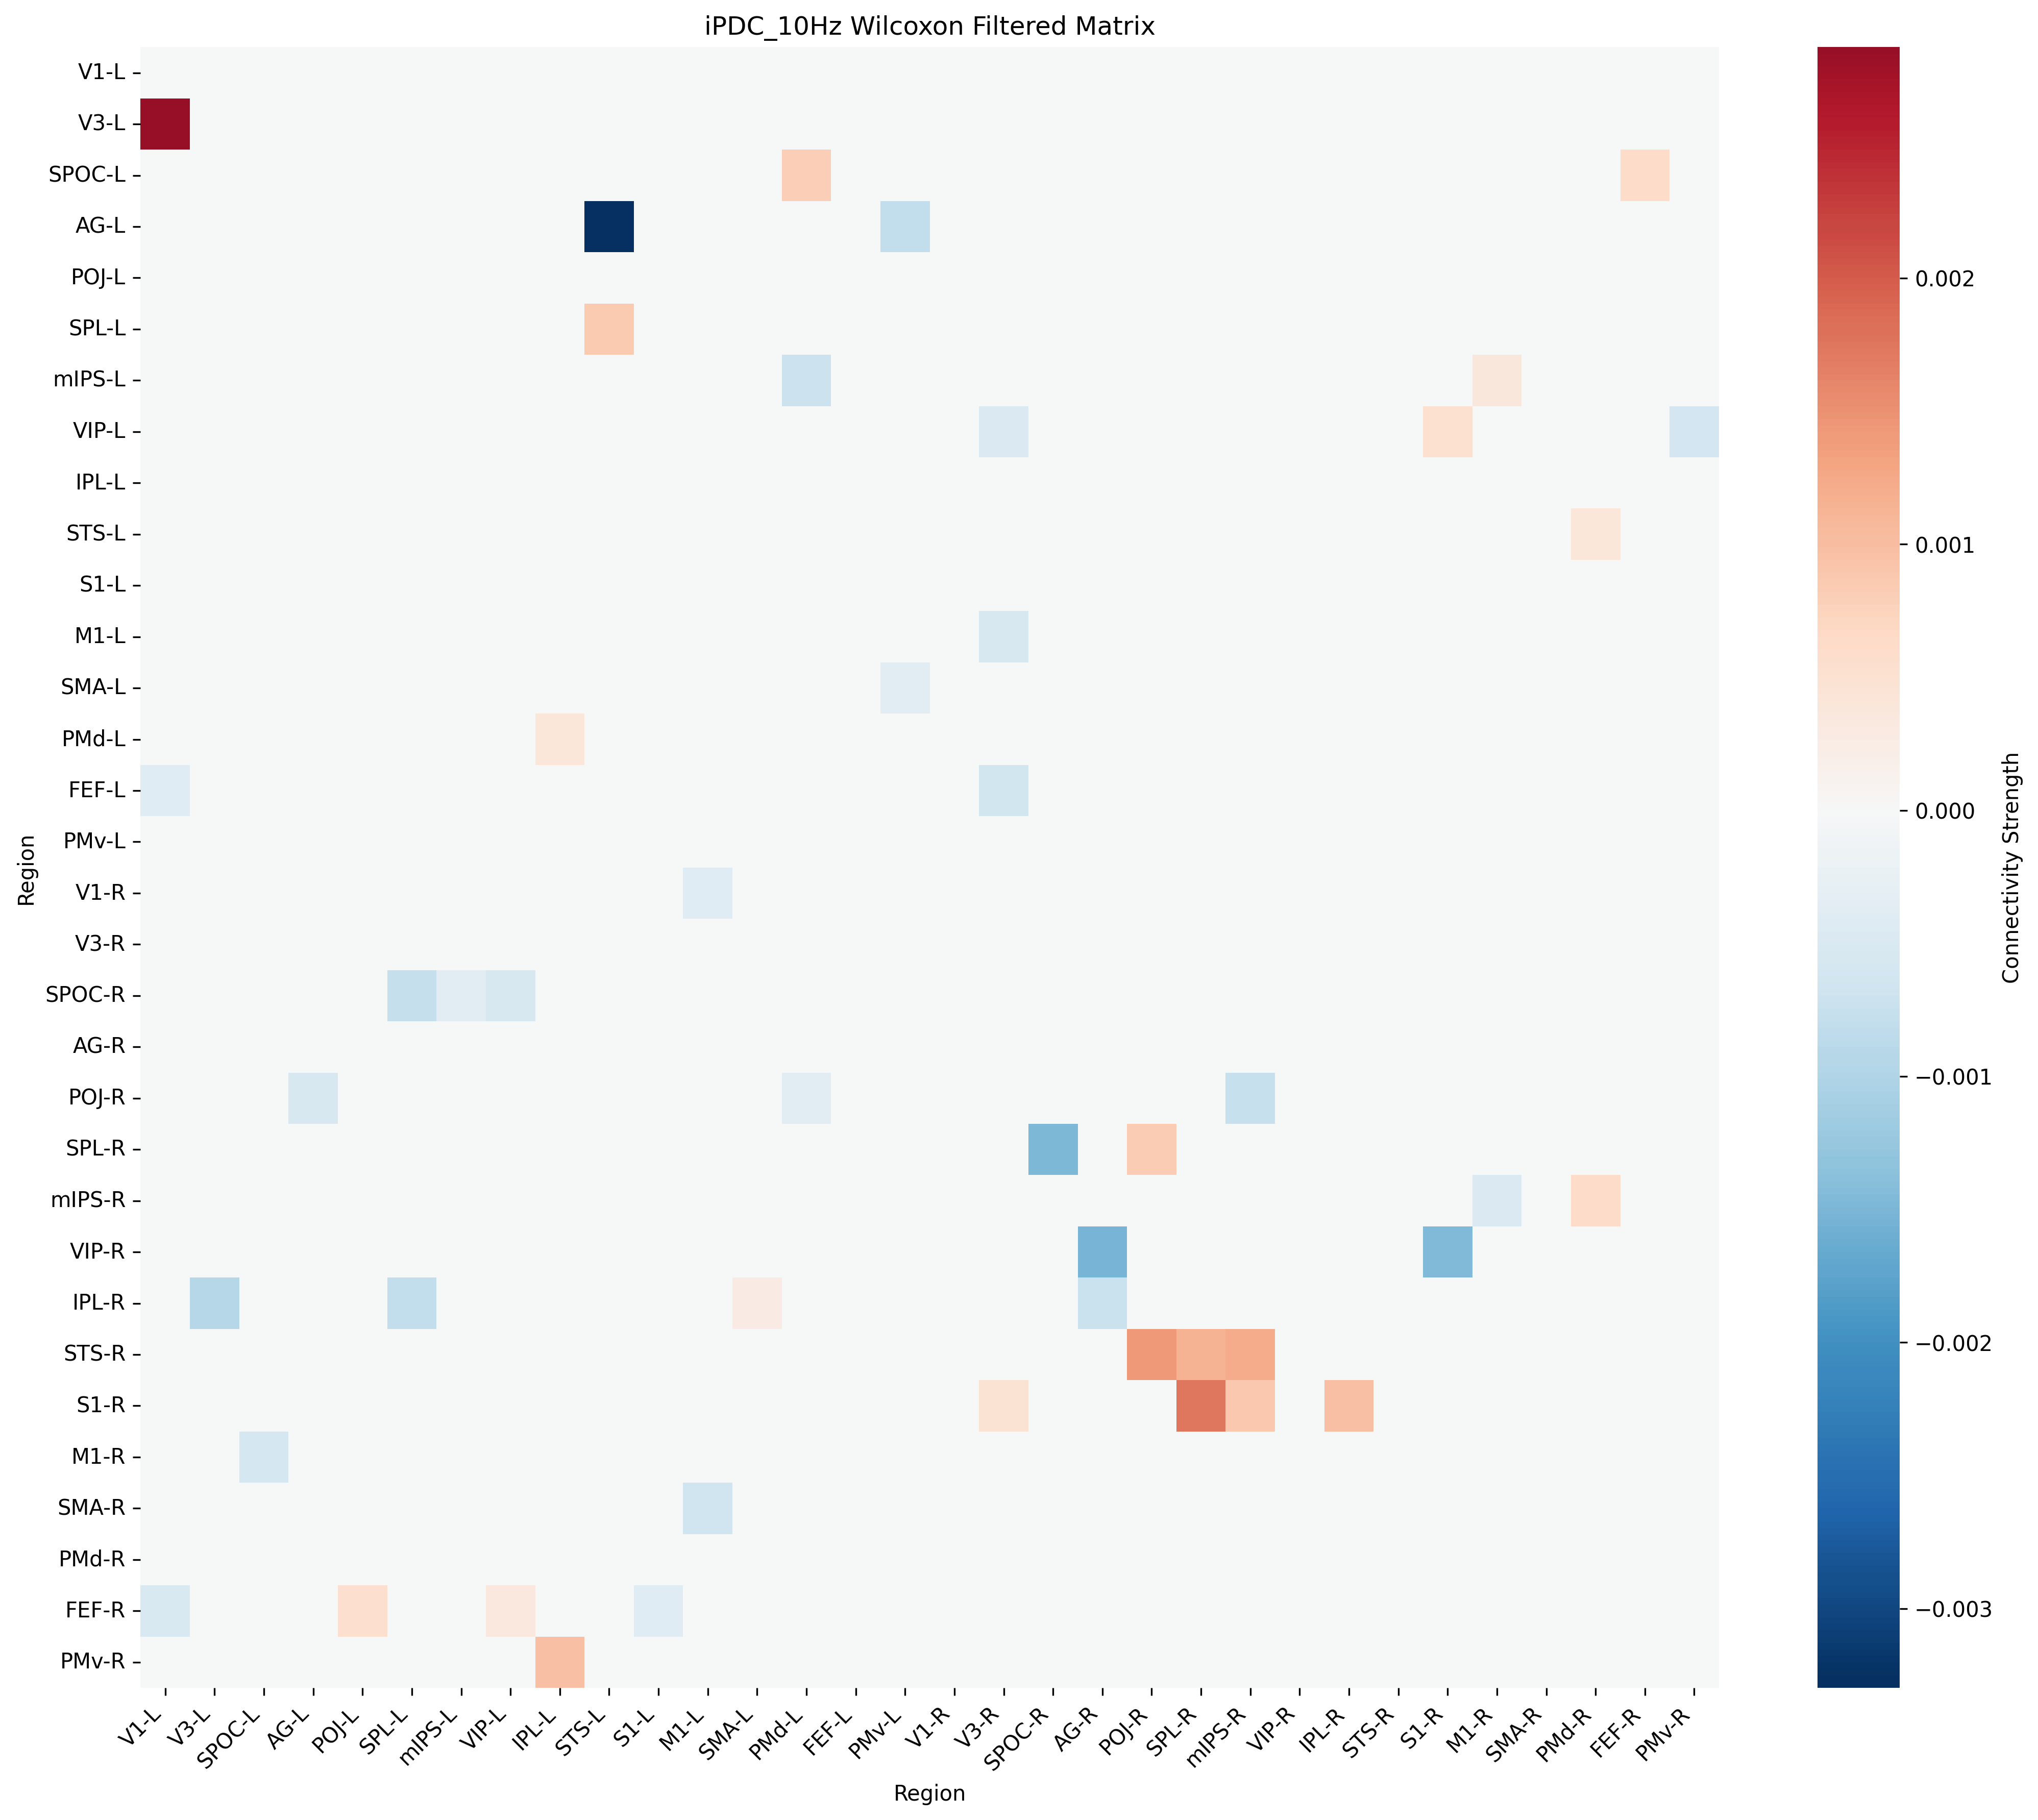 iPDC_10Hz Wilcoxon Filtered Matrix
V1-L
V3-L
SPOC-L
AG-L
POJ-L
SPL-L
mIPS-L
VIP-L
IPL-L
STS-L
S1-L
M1-L
SMA-L
PMd-L
FEF-L
PMv-L
V1-R
V3-R
SPOC-R
AG-R
POJ-R
SPL-R
mIPS-R
VIP-R
IPL-R
STS-R
S1-R
M1-R
SMA-R
PMd-R
FEF-R
PMv-R
Region
V1-L
V3-L
SPOC-L
AG-L
POJ-L
SPL-L
mIPS-L
VIP-L
IPL-L
STS-L
S1-L
M1-L
SMA-L
PMd-L
FEF-L
PMv-L
V1-R
V3-R
SPOC-R
AG-R
POJ-R
SPL-R
mIPS-R
VIP-R
IPL-R
STS-R
S1-R
M1-R
SMA-R
PMd-R
FEF-R
PMv-R
Region
0.002
0.001
0.000
−0.001
−0.002
−0.003
Connectivity Strength